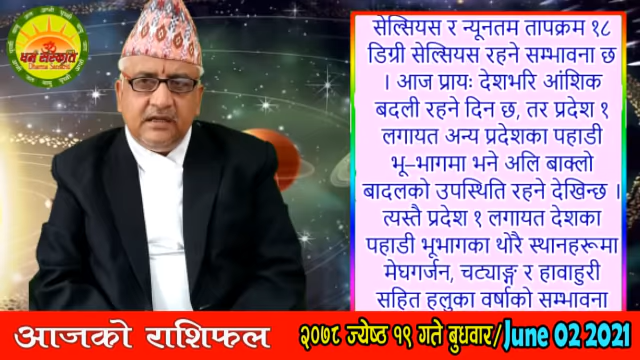 धर्म संस्कृति
सेल्सियस र न्यूनतम तापक्रम १८
डिग्री सेल्सियस रहने सम्भावना छ
। आज प्रायः देशभरि आंशिक
बदली रहने दिन छ, तर प्रदेश १
लगायत अन्य प्रदेशका पहाडी
भू–भागमा भने अलि बाक्लो
बादलको उपस्थिति रहने देखिन्छ ।
त्यस्तै प्रदेश १ लगायत देशका
पहाडी भूभागका थोरै स्थानहरूमा
मेघगर्जन, चट्याङ्ग र हावाहुरी
सहित हलुका वर्षाको सम्भावना
आजको राशिफल
२०७८ ज्येष्ठ १९ गते बुधवार/June 02 2021